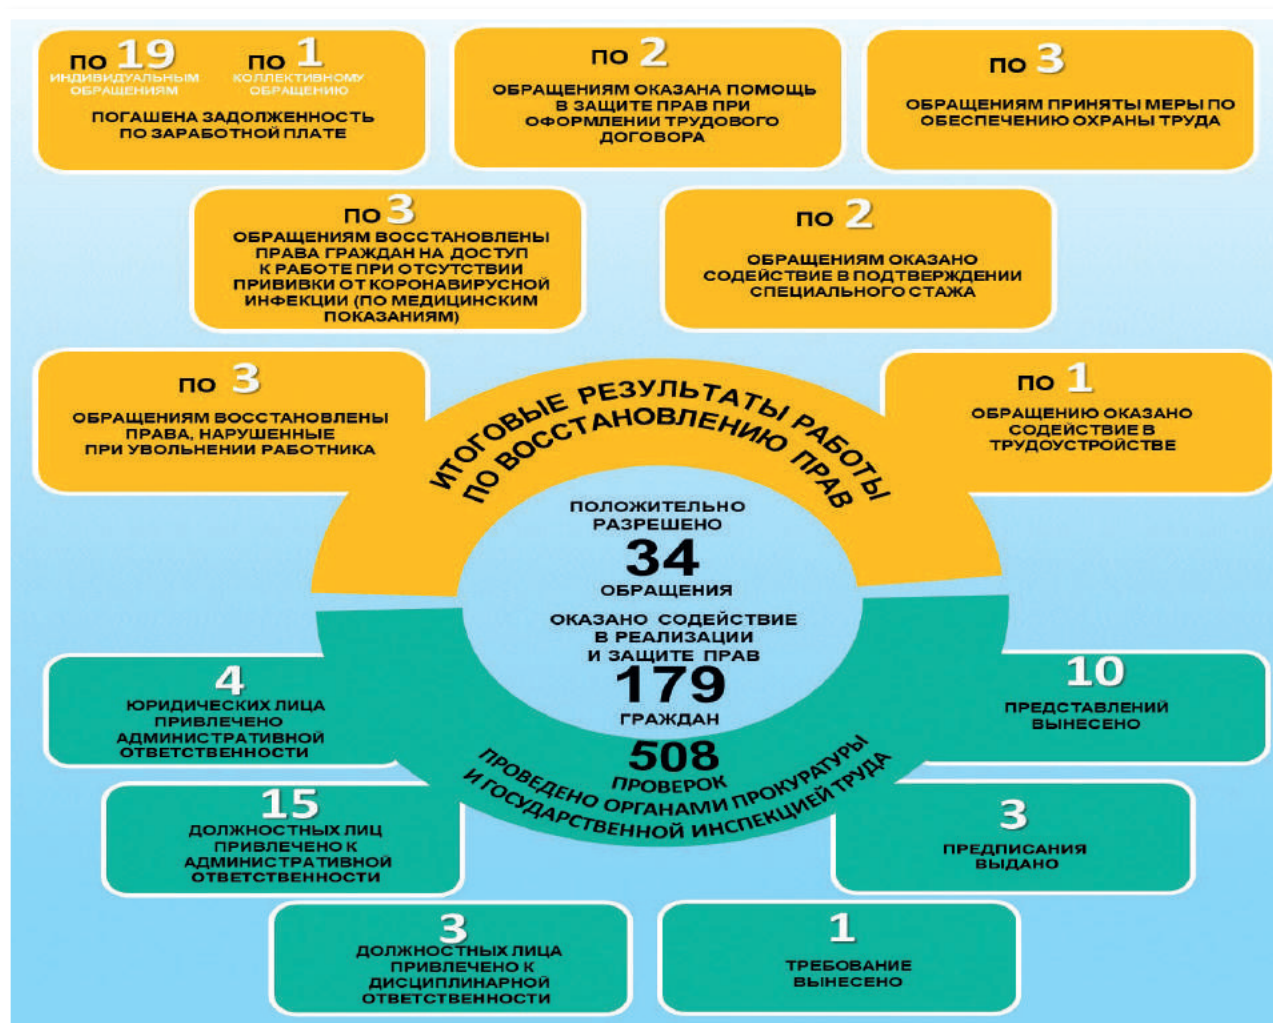 ПО 19 ПО 1
ИНДИВИДУАЛЬНЫМ КОЛЛЕКТИВНОМУ
ОБРАЩЕНИЯМ ОБРАЩЕНИЮ
ПОГАШЕНА ЗАДОЛЖЕННОСТЬ
ПО ЗАРАБОТНОЙ ПЛАТЕ
ПО 2
ОБРАЩЕНИЯМ ОКАЗАНА ПОМОЩЬ
В ЗАЩИТЕ ПРАВ ПРИ
ОФОРМЛЕНИИ ТРУДОВОГО
ДОГОВОРА
ПО 3
ОБРАЩЕНИЯМ ПРИНЯТЫ МЕРЫ ПО
ОБЕСПЕЧЕНИЮ ОХРАНЫ ТРУДА
ПО 3
ОБРАЩЕНИЯМ ВОССТАНОВЛЕНЫ
ПРАВА ГРАЖДАН НА ДОСТУП
К РАБОТЕ ПРИ ОТСУТСТВИИ
ПРИВИВКИ ОТ КОРОНАВИРУСНОЙ
ИНФЕКЦИИ (ПО МЕДИЦИНСКИМ
ПОКАЗАНИЯМ)
ПО 2
ОБРАЩЕНИЯМ ОКАЗАНО
СОДЕЙСТВИЕ В ПОДТВЕРЖДЕНИИ
СПЕЦИАЛЬНОГО СТАЖА
ПО 3
ОБРАЩЕНИЯМ ВОССТАНОВЛЕНЫ
ПРАВА, НАРУШЕННЫЕ
ПРИ УВОЛЬНЕНИИ РАБОТНИКА
ПО 1
ОБРАЩЕНИЮ ОКАЗАНО
СОДЕЙСТВИЕ В
ТРУДОУСТРОЙСТВЕ
ИТОГОВЫЕ РЕЗУЛЬТАТЫ РАБОТЫ
ПО ВОССТАНОВЛЕНИЮ ПРАВ
ПОЛОЖИТЕЛЬНО
РАЗРЕШЕНО
34
ОБРАЩЕНИЯ
ОКАЗАНО СОДЕЙСТВИЕ
В РЕАЛИЗАЦИИ
И ЗАЩИТЕ ПРАВ
179
ГРАЖДАН
508
ПРОВЕРОК
ПРОВЕДЕНО ОРГАНАМИ ПРОКУРАТУРЫ
И ГОСУДАРСТВЕННОЙ ИНСПЕКЦИЕЙ ТРУДА
4
ЮРИДИЧЕСКИХ ЛИЦА
ПРИВЛЕЧЕНО
АДМИНИСТРАТИВНОЙ
ОТВЕТСТВЕННОСТИ
10
ПРЕДСТАВЛЕНИЙ
ВЫНЕСЕНО
15
ДОЛЖНОСТНЫХ ЛИЦ
ПРИВЛЕЧЕНО К
АДМИНИСТРАТИВНОЙ
ОТВЕТСТВЕННОСТИ
3
ПРЕДПИСАНИЯ
ВЫДАНО
3
ДОЛЖНОСТНЫХ ЛИЦА
ПРИВЛЕЧЕНО К
ДИСЦИПЛИНАРНОЙ
ОТВЕТСТВЕННОСТИ
1
ТРЕБОВАНИЕ
ВЫНЕСЕНО